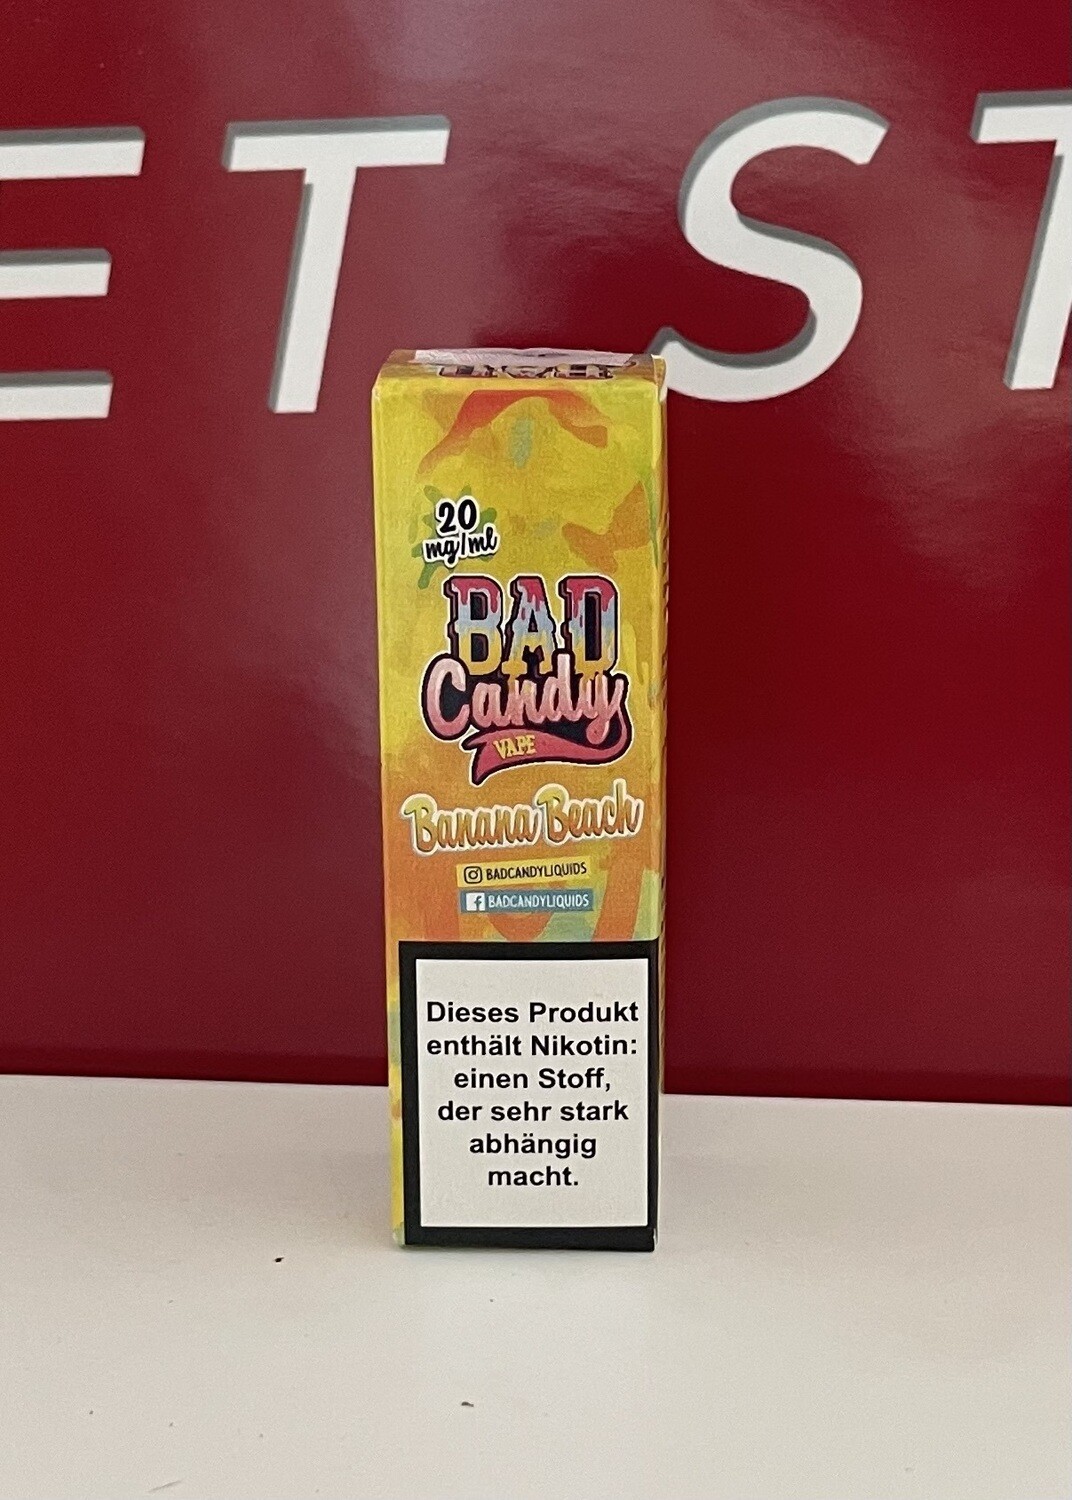 ET ST
20
mg/ml
BAD
Candy
VAPE
Banana Beach
BADCANDYLIQUIDS
BADCANDYLIQUIDS
Dieses Produkt
enthält Nikotin:
einen Stoff,
der sehr stark
abhängig
macht.